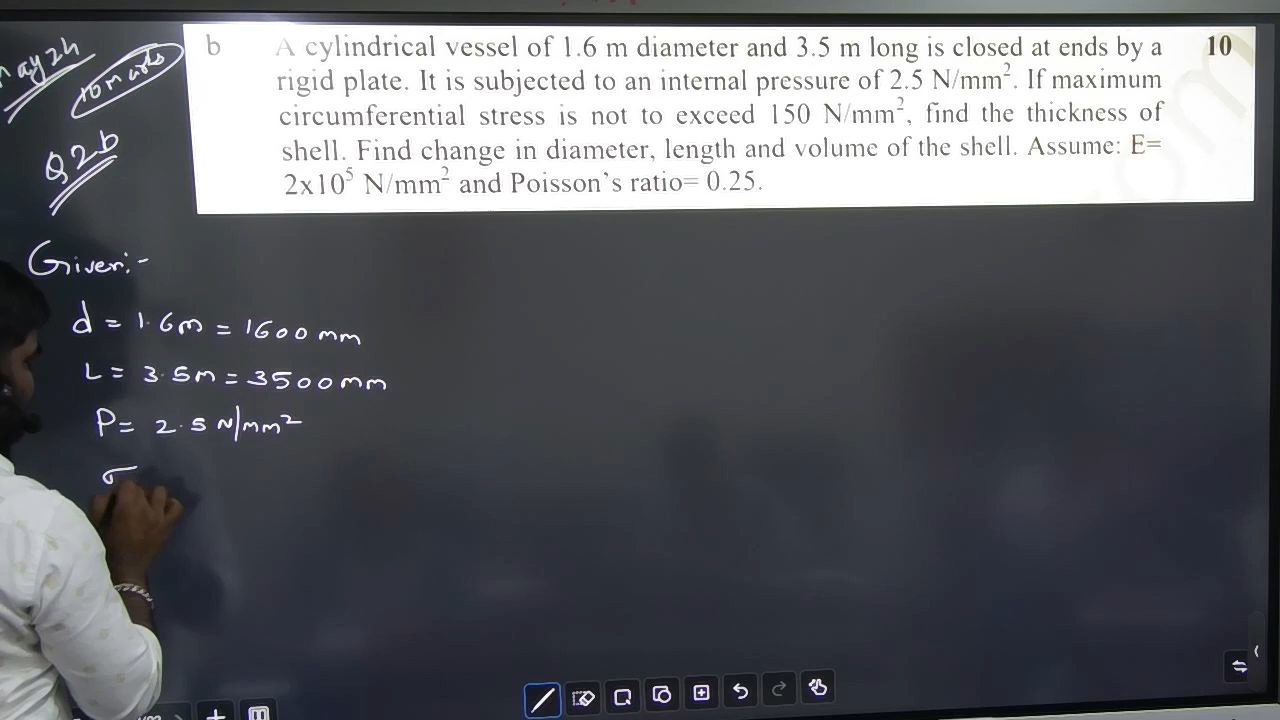 b A cylindrical vessel of 1.6 m diameter and 3.5 m long is closed at ends by a 10
rigid plate. It is subjected to an internal pressure of 2.5 N/mm². If maximum
circumferential stress is not to exceed 150 N/mm², find the thickness of
shell. Find change in diameter, length and volume of the shell. Assume: E=
2x10⁵ N/mm² and Poisson's ratio= 0.25.
ay24
10 marks
Q2b
Given:-
d = 1.6m = 1600 mm
L = 3.5m = 3500mm
P = 2.5 N/mm²
σ